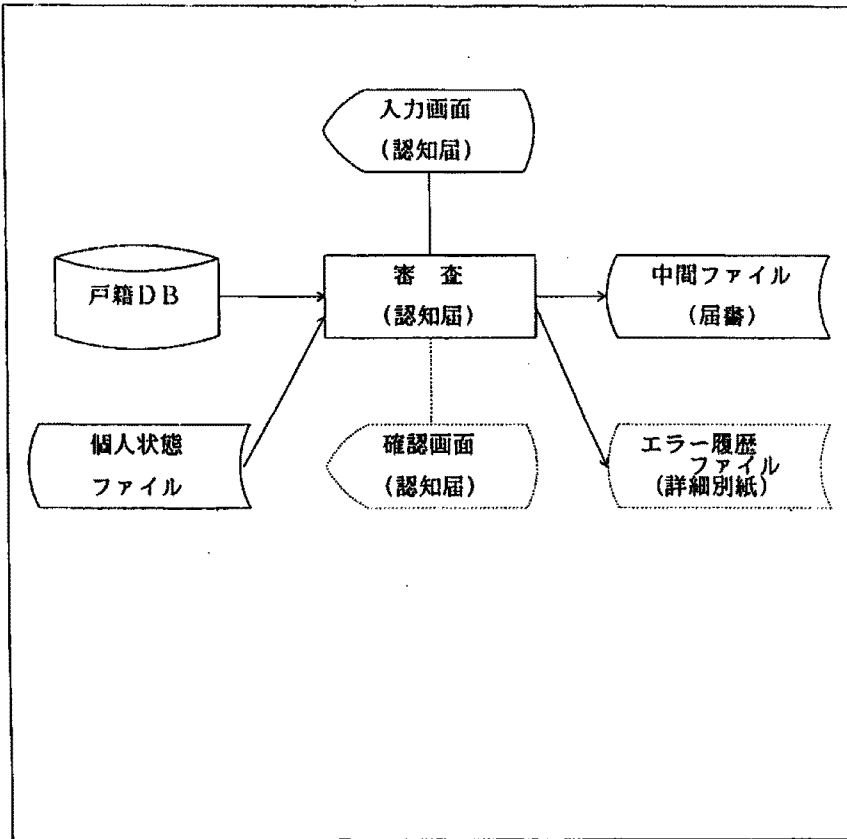 入力画面
(認知届)
戸籍DB
審　査
(認知届)
中間ファイル
(届書)
個人状態
ファイル
確認画面
(認知届)
エラー履歴
ファイル
(詳細別紙)